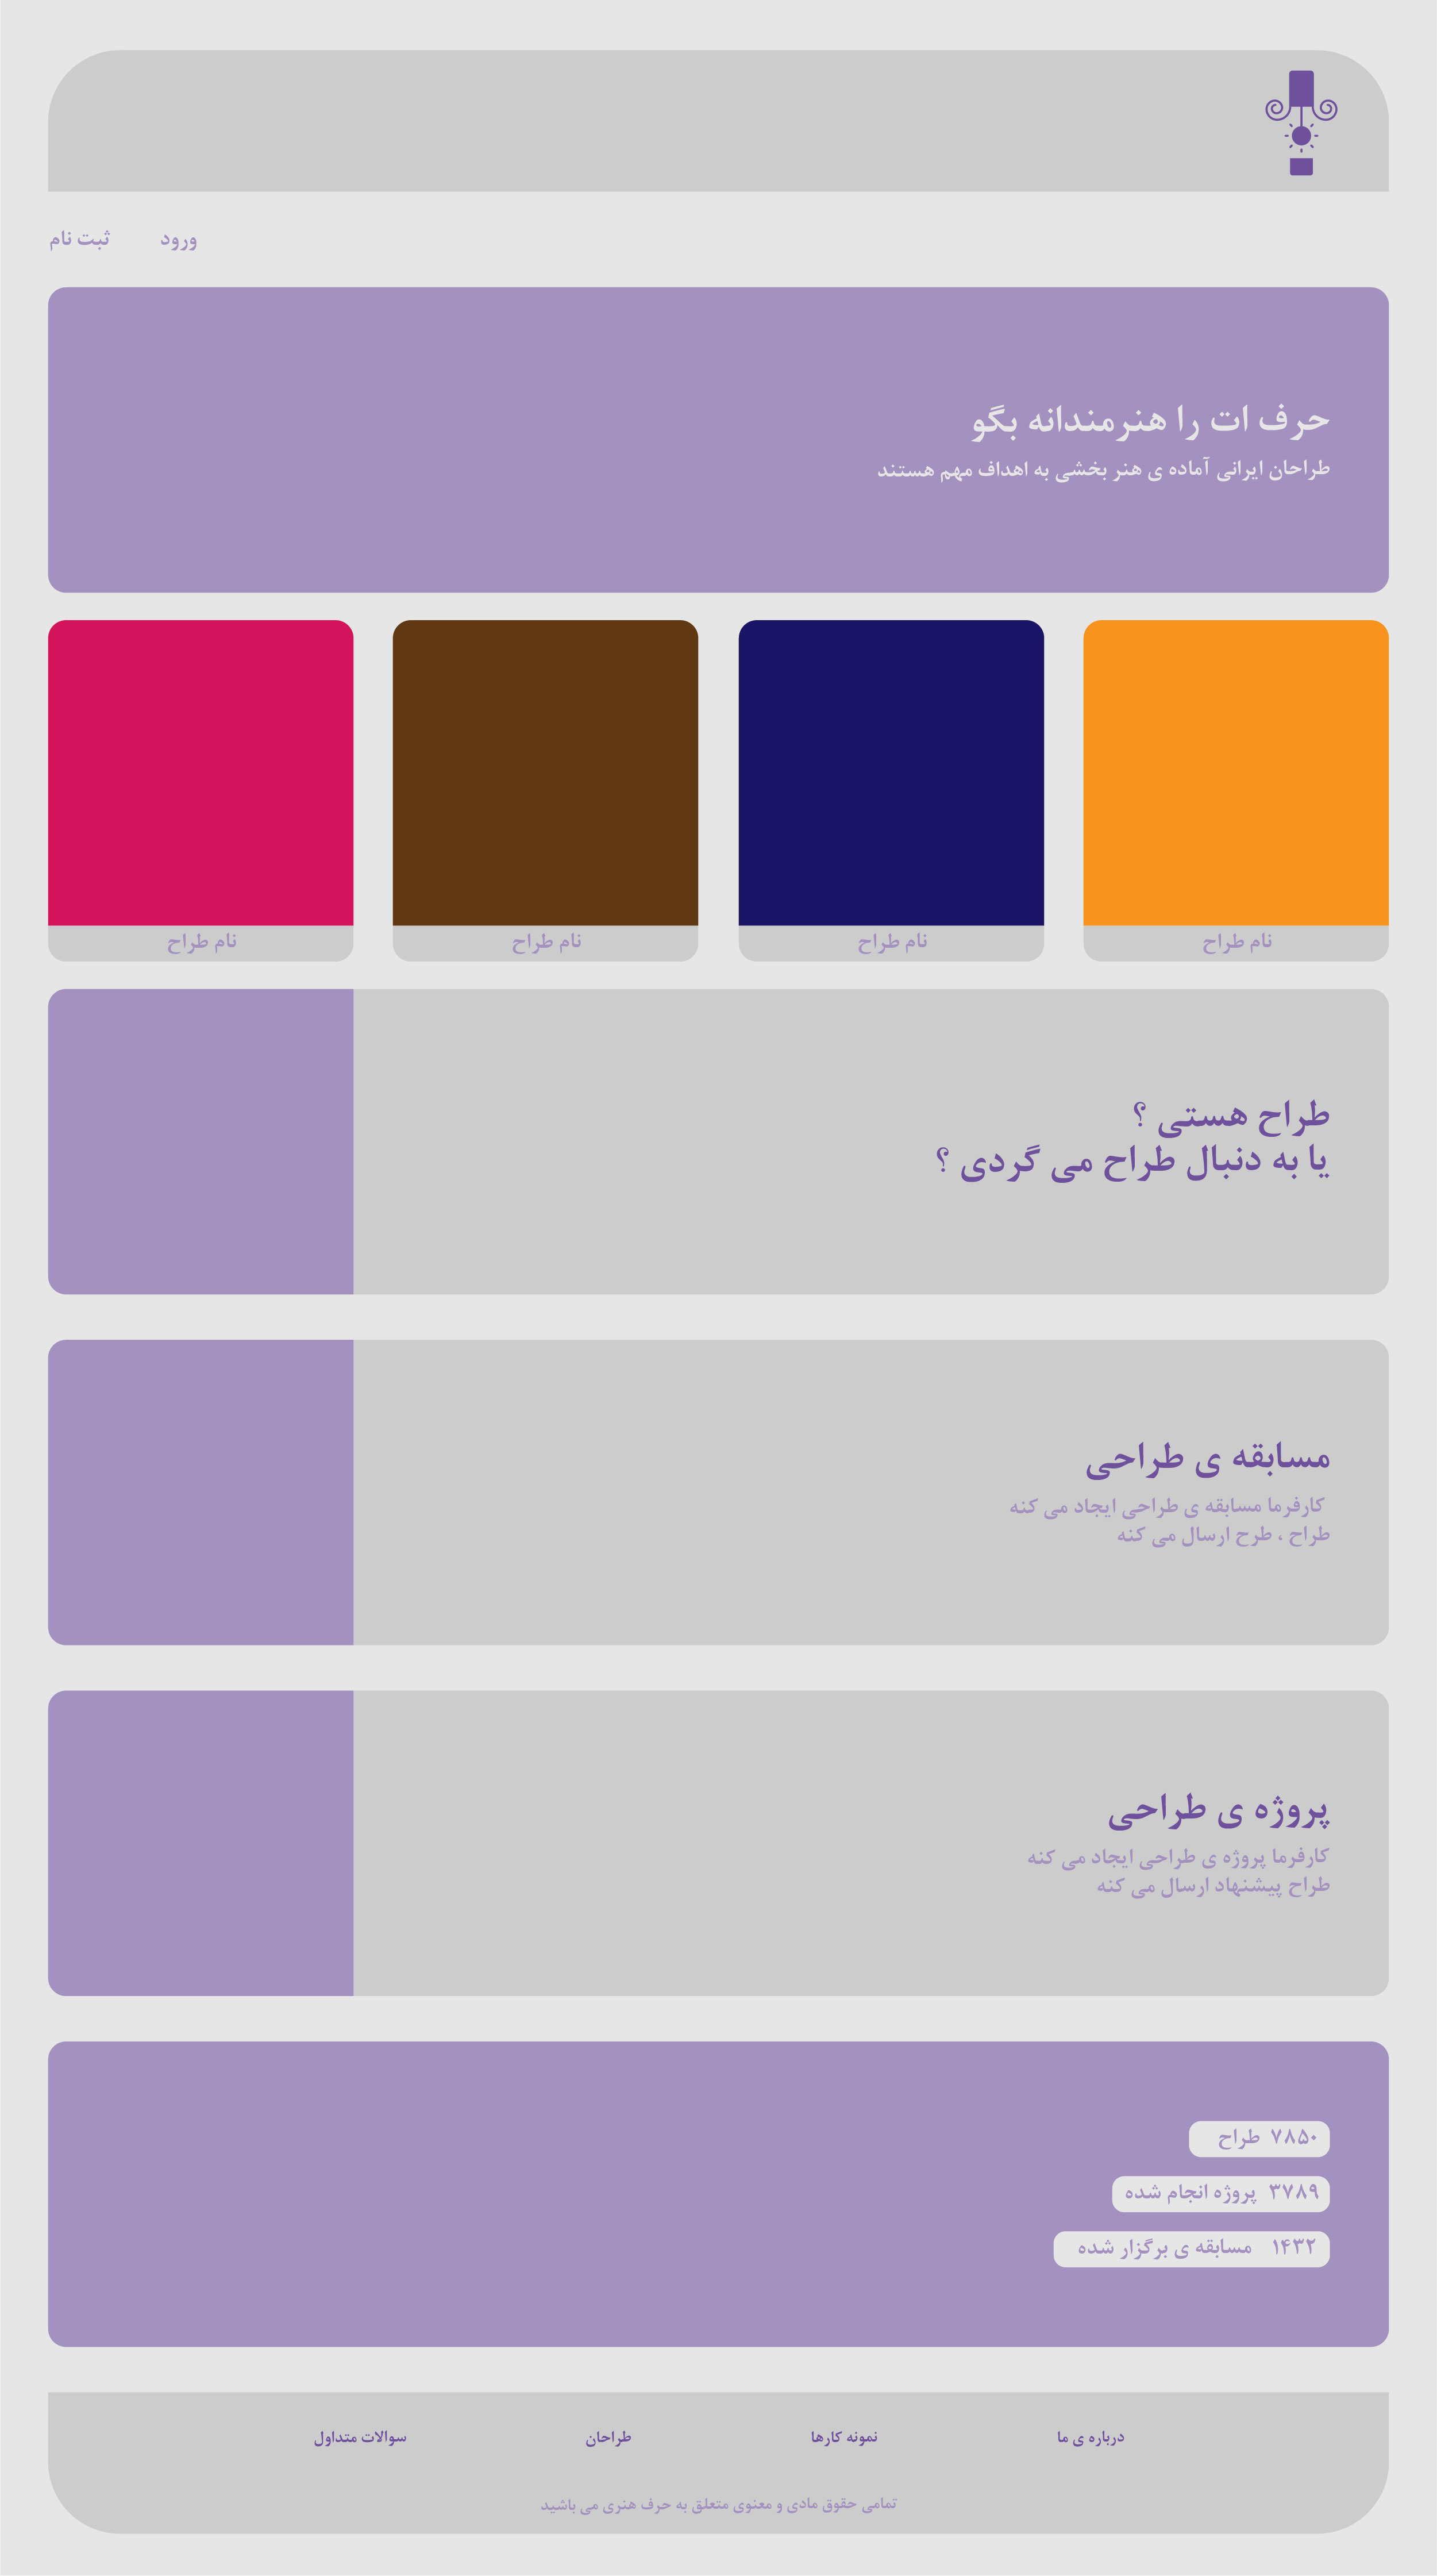 ورود
ثبت نام
حرف ات را هنرمندانه بگو
طراحان ایرانی آماده ی هنر بخشی به اهداف مهم هستند
نام طراح
نام طراح
نام طراح
نام طراح
طراح هستی ؟
یا به دنبال طراح می گردی ؟
مسابقه ی طراحی
کارفرما مسابقه ی طراحی ایجاد می کنه
طراح ، طرح ارسال می کنه
پروژه ی طراحی
کارفرما پروژه ی طراحی ایجاد می کنه
طراح پیشنهاد ارسال می کنه
۷۸۵۰ طراح
۳۷۸۹ پروژه انجام شده
۱۴۳۲ مسابقه ی برگزار شده
درباره ی ما
نمونه کارها
طراحان
سوالات متداول
تمامی حقوق مادی و معنوی متعلق به حرف هنری می باشید